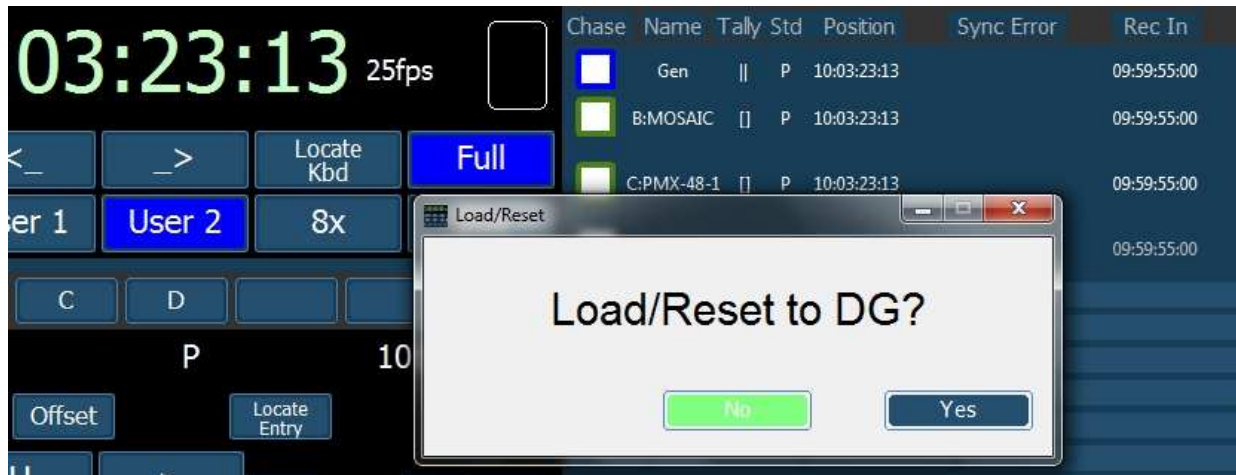 03:23:13 25fps
<_ _> Locate Kbd Full
User 2 8x
C D
P 10
Offset Locate Entry
Chase Name Tally Std Position Sync Error Rec In
Gen || P 10:03:23:13 09:59:55:00
B:MOSAIC [] P 10:03:23:13 09:59:55:00
C:PMX-48-1 [] P 10:03:23:13 09:59:55:00
09:59:55:00
Load/Reset
Load/Reset to DG?
No Yes